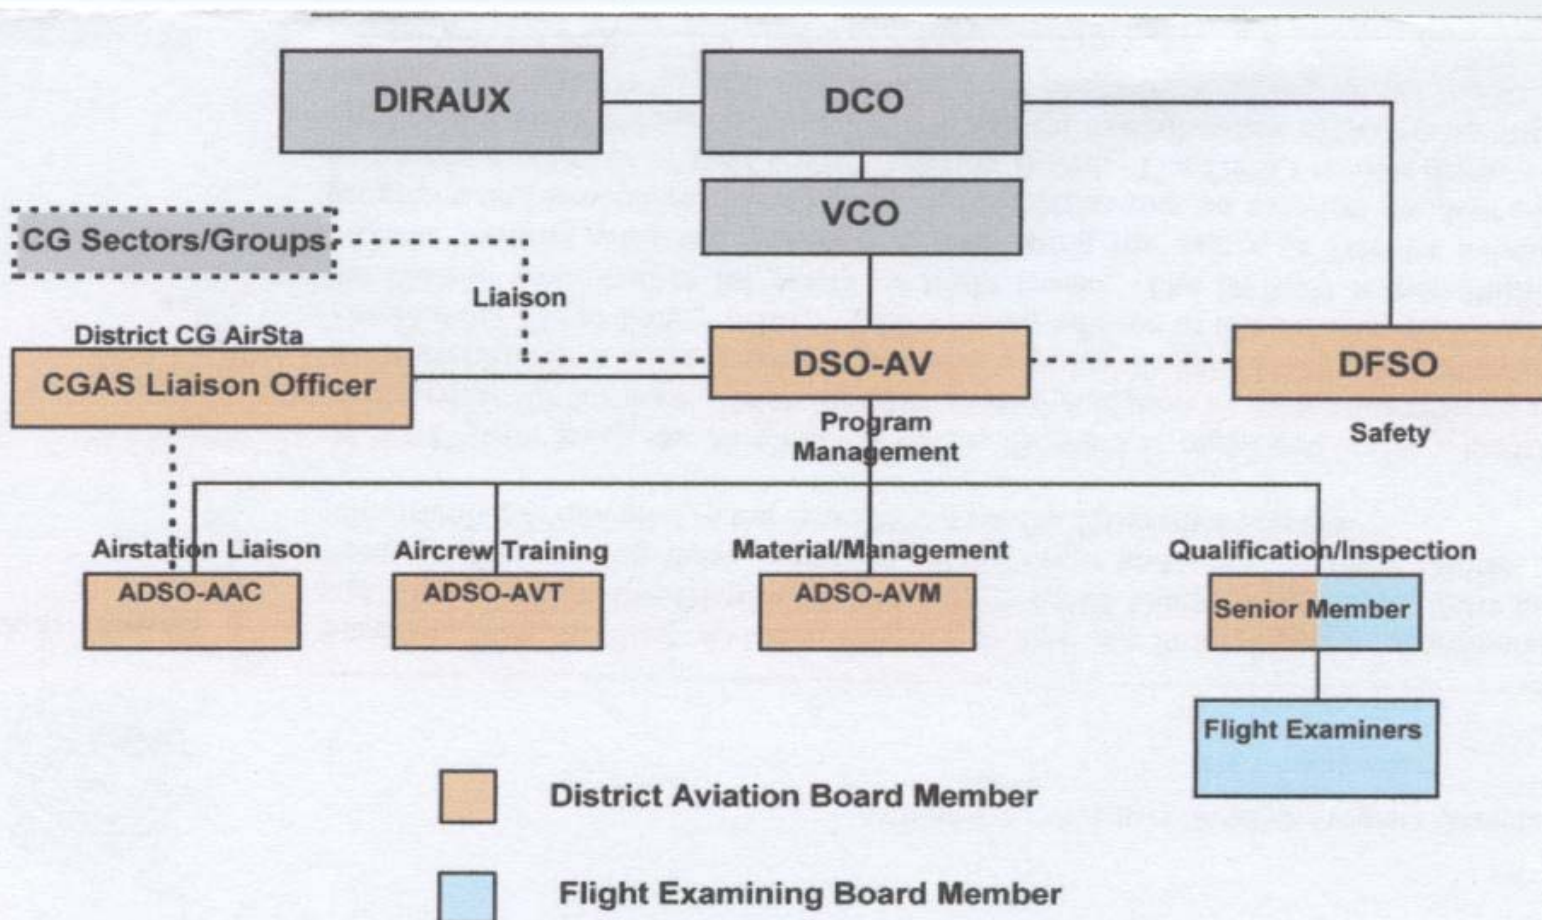 DIRAUX
DCO
VCO
CG Sectors/Groups
Liaison
District CG AirSta
CGAS Liaison Officer
DSO-AV
DFSO
Program
Management
Safety
Airstation Liaison
Aircrew Training
Material/Management
Qualification/Inspection
ADSO-AAC
ADSO-AVT
ADSO-AVM
Senior Member
Flight Examiners
District Aviation Board Member
Flight Examining Board Member